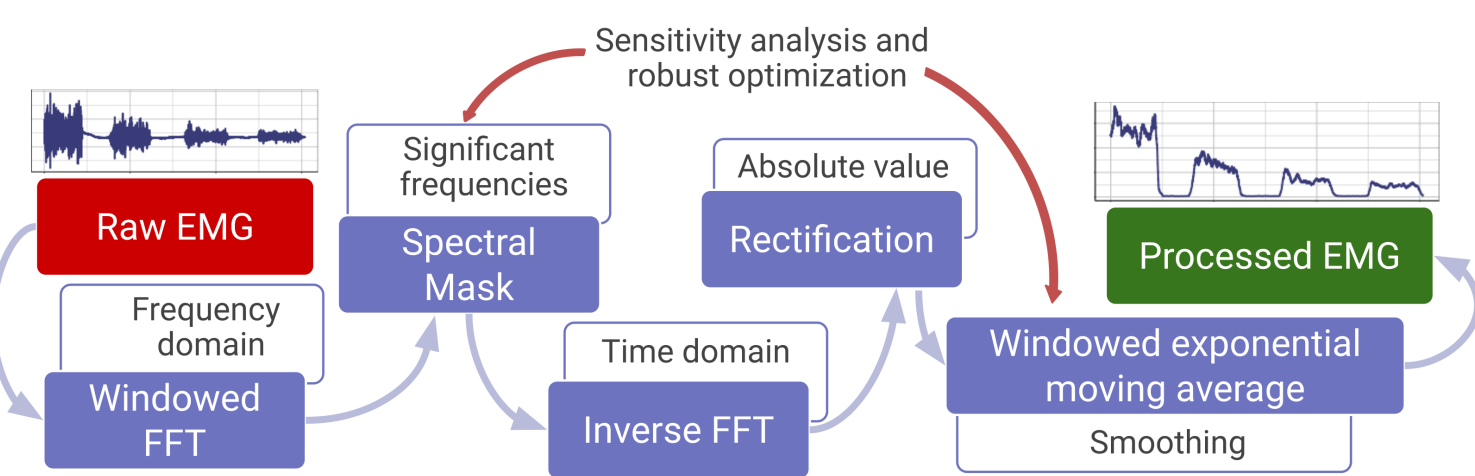 Sensitivity analysis and
robust optimization
Raw EMG
Frequency
domain
Windowed
FFT
Significant
frequencies
Spectral
Mask
Time domain
Inverse FFT
Absolute value
Rectification
Windowed exponential
moving average
Smoothing
Processed EMG